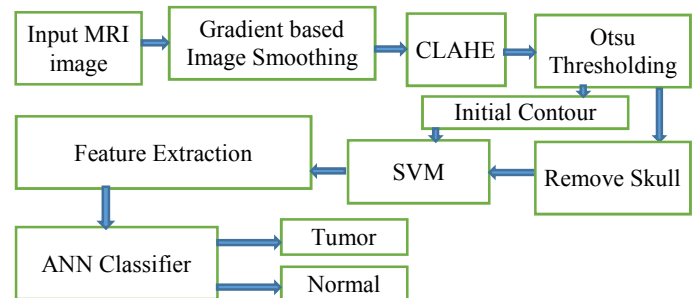 Input MRI
image
Gradient based
Image Smoothing
CLAHE
Otsu
Thresholding
Initial Contour
Feature Extraction
SVM
Remove Skull
ANN Classifier
Tumor
Normal